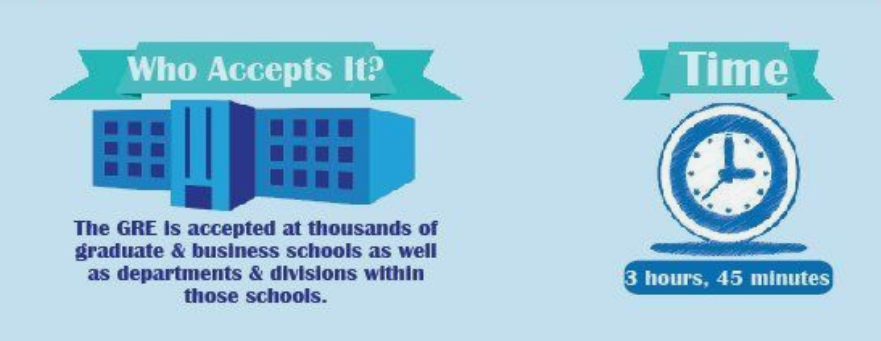 Who Accepts It?
The GRE is accepted at thousands of
graduate & business schools as well
as departments & divisions within
those schools.
Time
3 hours, 45 minutes